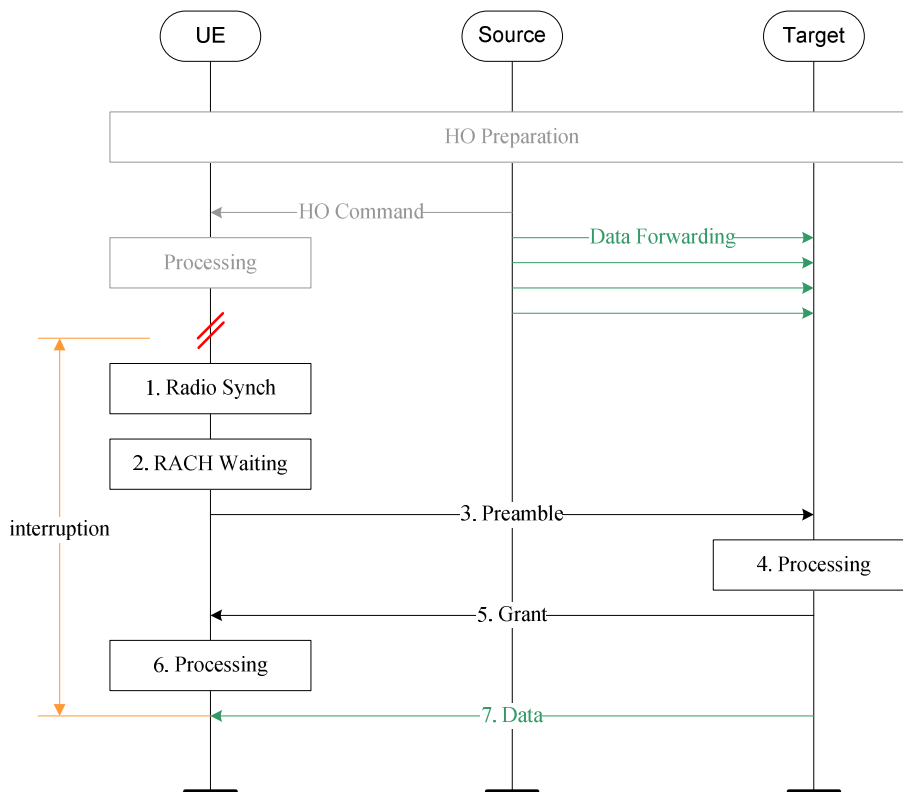 UE
Source
Target
HO Preparation
HO Command
Data Forwarding
Processing
1. Radio Synch
2. RACH Waiting
3. Preamble
interruption
4. Processing
5. Grant
6. Processing
7. Data